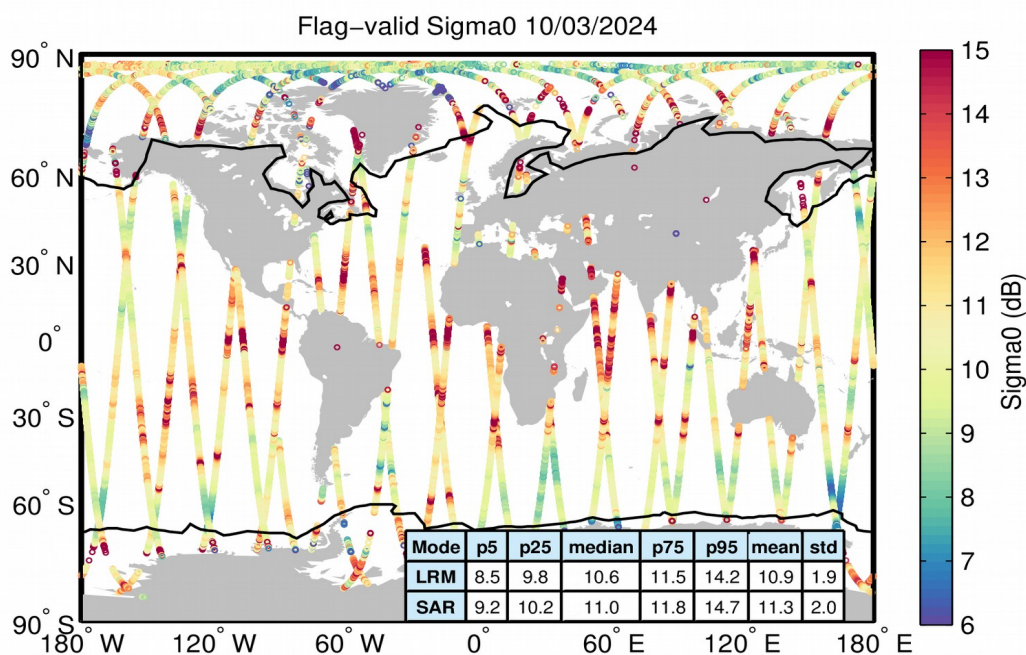 Flag−valid Sigma0 10/03/2024
90° N
60° N
30° N
0°
30° S
60° S
90° S
180° W
120° W
60° W
0°
60° E
120° E
180° E
15
14
13
12
11
10
9
8
7
6
Sigma0 (dB)
Mode p5 p25 median p75 p95 mean std
LRM 8.5 9.8 10.6 11.5 14.2 10.9 1.9
SAR 9.2 10.2 11.0 11.8 14.7 11.3 2.0